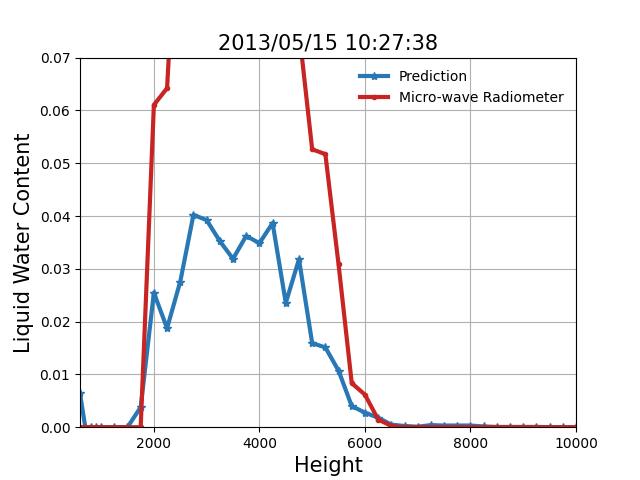 2013/05/15 10:27:38
0.07
0.06
0.05
0.04
0.03
0.02
0.01
0.00
Liquid Water Content
Prediction
Micro-wave Radiometer
2000 4000 6000 8000 10000
Height